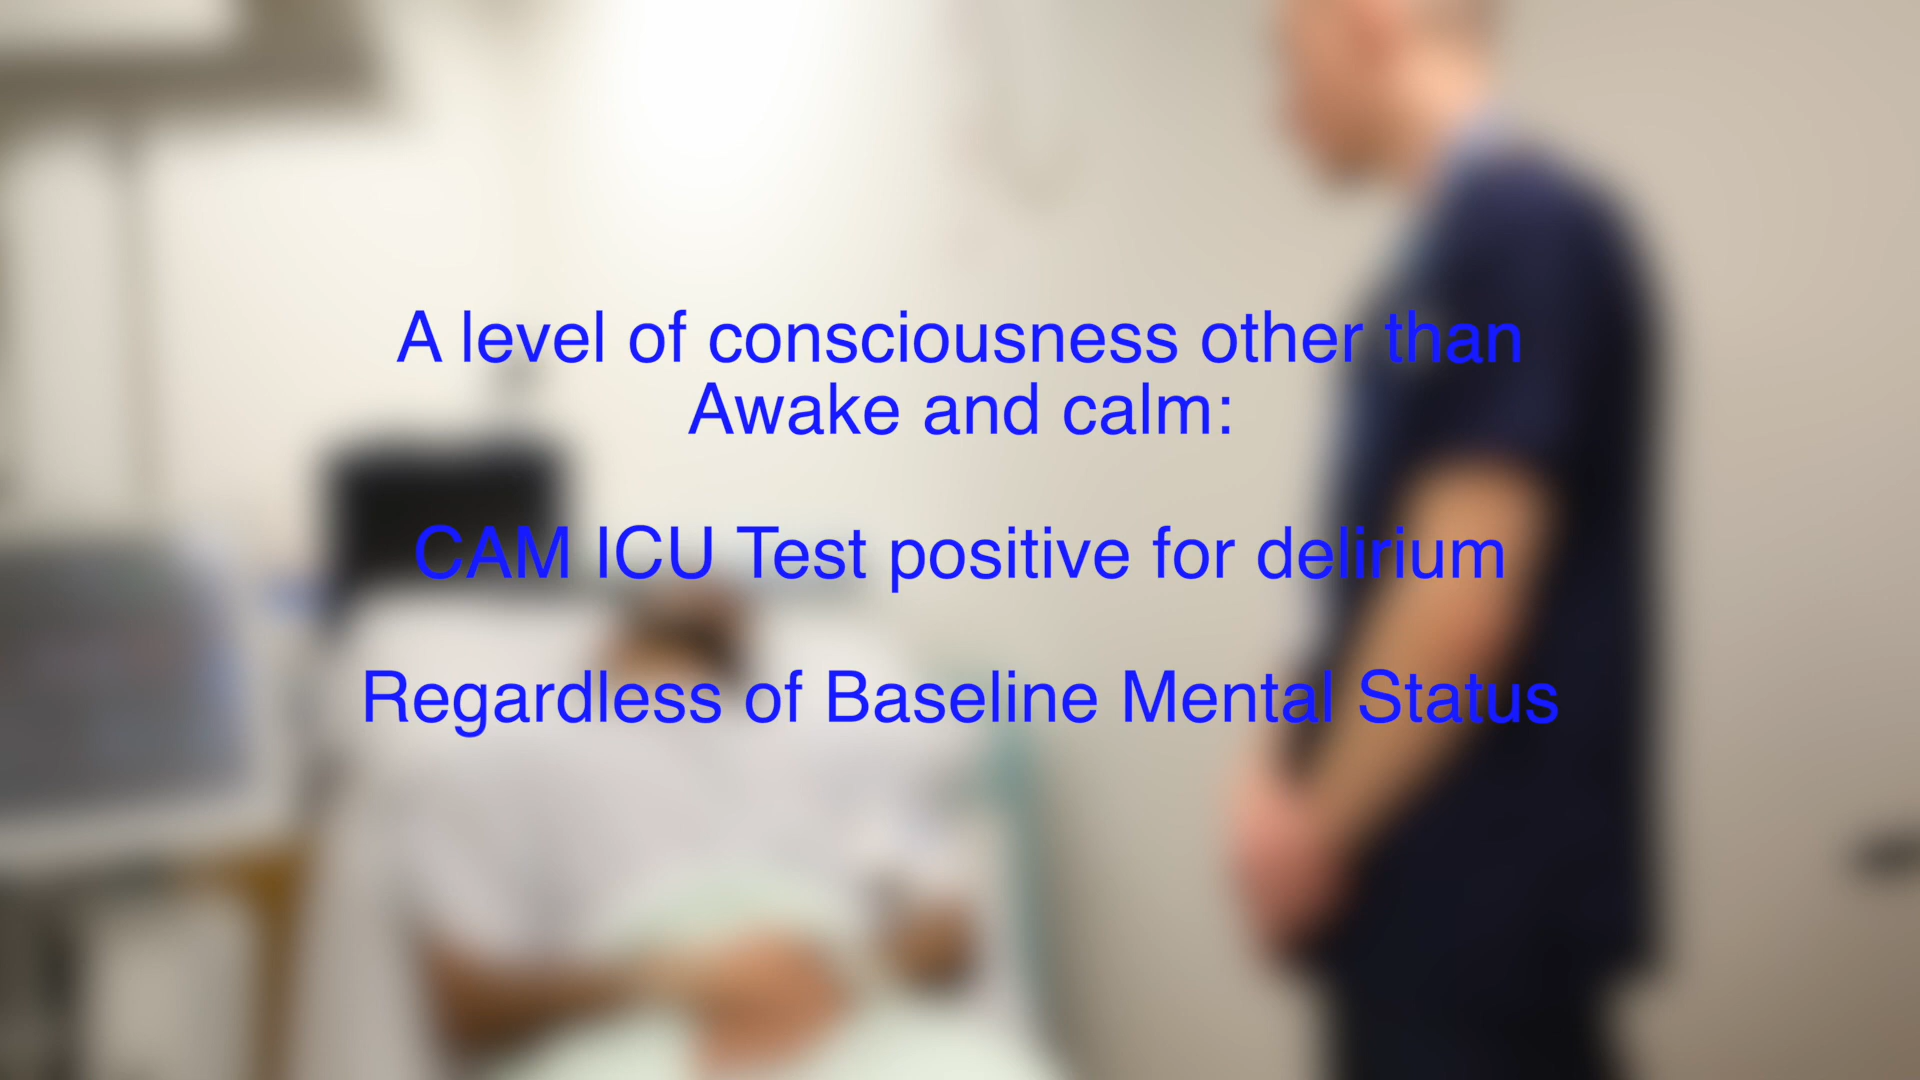 A level of consciousness other than
Awake and calm:
CAM ICU Test positive for delirium
Regardless of Baseline Mental Status